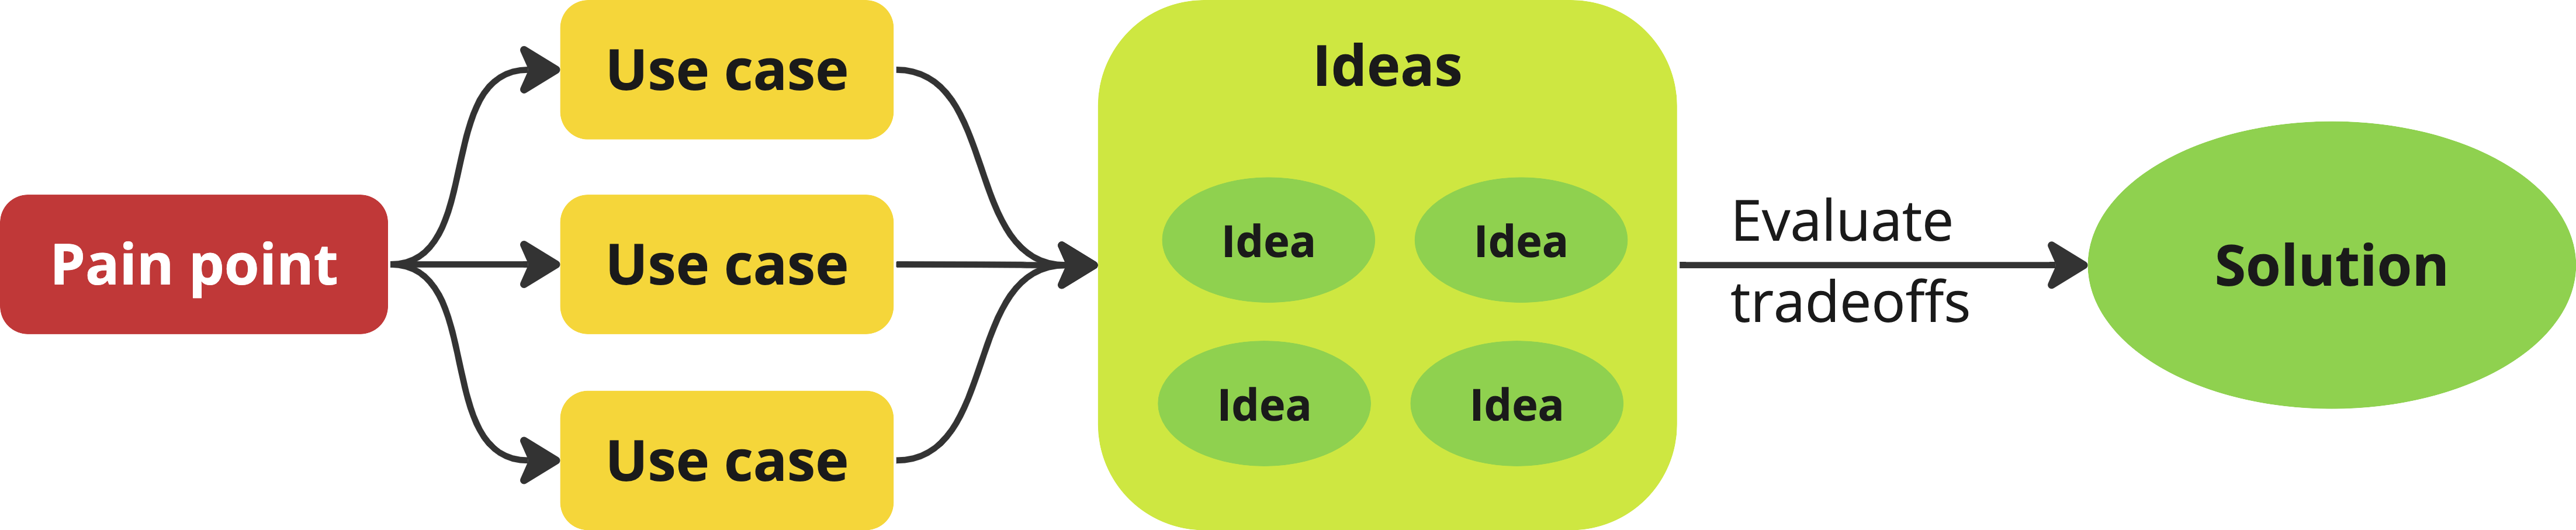 Pain point
Use case
Use case
Use case
Ideas
Idea
Idea
Idea
Idea
Evaluate
tradeoffs
Solution